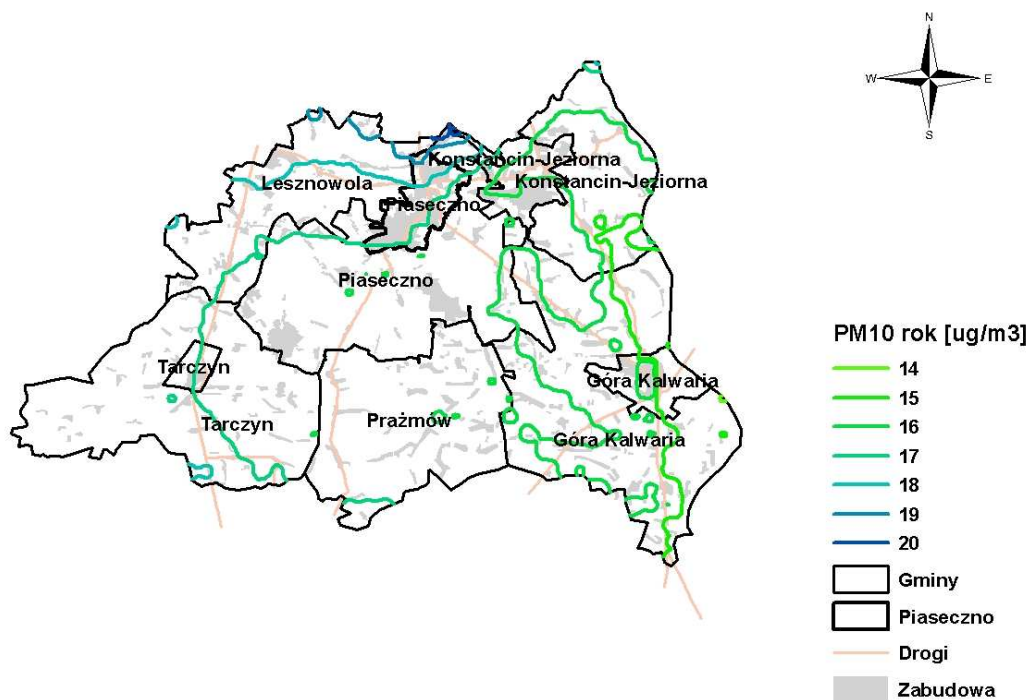 N
W E
S
Konstancin-Jeziorna
Lesznowola
Konstancin-Jeziorna
Piaseczno
Piaseczno
Tarczyn
Góra Kalwaria
Tarczyn
Prażmów
Góra Kalwaria
PM10 rok [ug/m3]
14
15
16
17
18
19
20
Gminy
Piaseczno
Drogi
Zabudowa